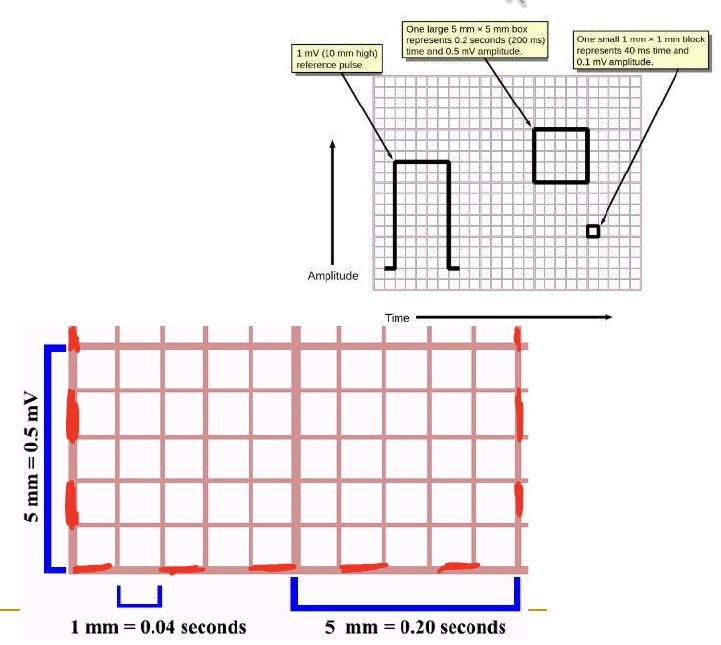 One large 5 mm × 5 mm box
represents 0.2 seconds (200 ms)
time and 0.5 mV amplitude.
One small 1 mm × 1 mm block
represents 40 ms time and
0.1 mV amplitude.
1 mV (10 mm high)
reference pulse
Amplitude
Time
5 mm = 0.5 mV
1 mm = 0.04 seconds
5 mm = 0.20 seconds